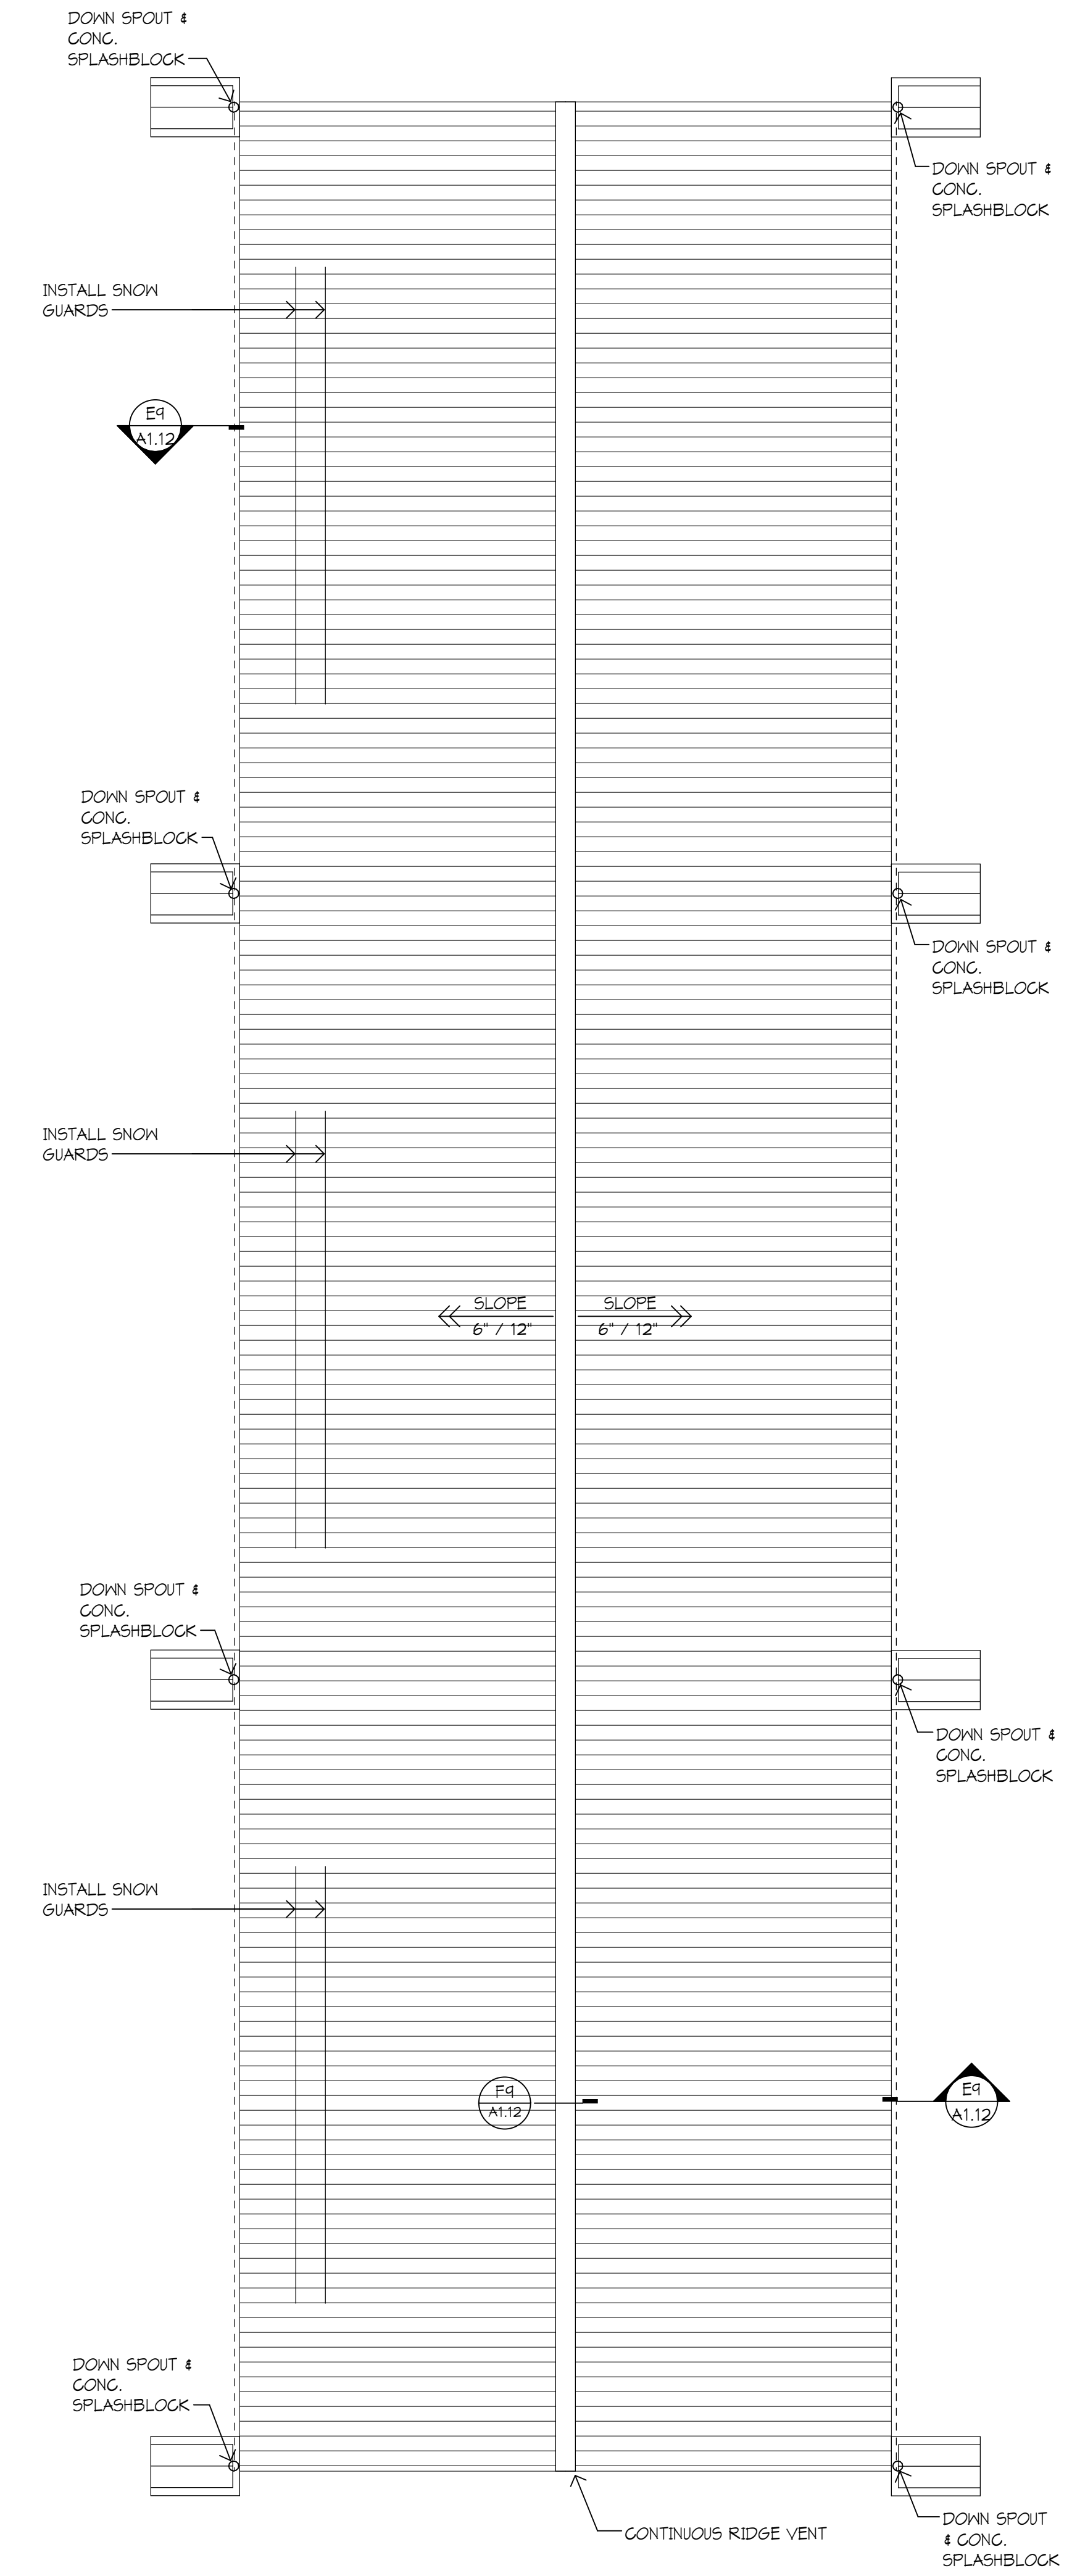 DOWN SPOUT &
CONC.
SPLASHBLOCK
DOWN SPOUT &
CONC.
SPLASHBLOCK
INSTALL SNOW
GUARDS
E9
A1.12
DOWN SPOUT &
CONC.
SPLASHBLOCK
DOWN SPOUT &
CONC.
SPLASHBLOCK
INSTALL SNOW
GUARDS
SLOPE
6" / 12"
SLOPE
6" / 12"
DOWN SPOUT &
CONC.
SPLASHBLOCK
DOWN SPOUT &
CONC.
SPLASHBLOCK
INSTALL SNOW
GUARDS
F9
A1.12
E9
A1.12
DOWN SPOUT &
CONC.
SPLASHBLOCK
CONTINUOUS RIDGE VENT
DOWN SPOUT
& CONC.
SPLASHBLOCK